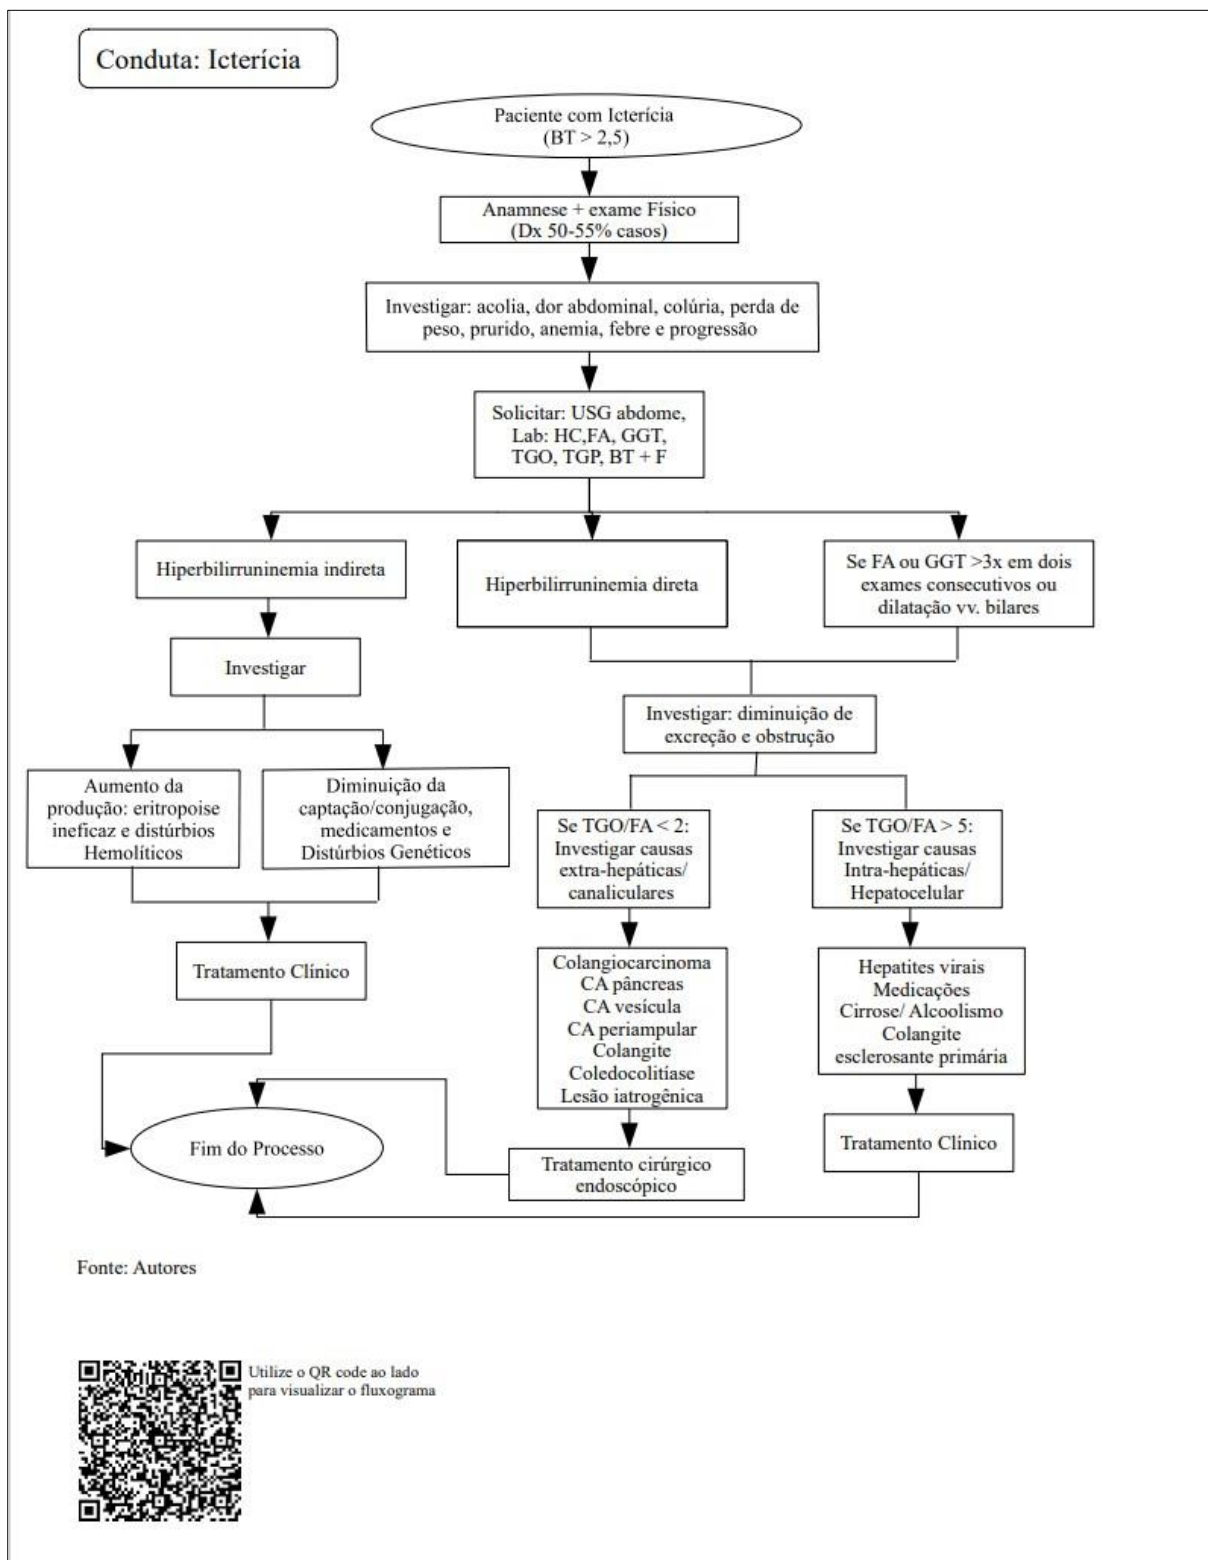 Conduta: Icterícia
Paciente com Icterícia
(BT > 2,5)
Anamnese + exame Físico
(Dx 50-55% casos)
Investigar: acolia, dor abdominal, colúria, perda de
peso, prurido, anemia, febre e progressão
Solicitar: USG abdome,
Lab: HC,FA, GGT,
TGO, TGP, BT + F
Hiperbilirruninemia indireta
Hiperbilirruninemia direta
Se FA ou GGT >3x em dois
exames consecutivos ou
dilatação vv. bilares
Investigar
Investigar: diminuição de
excreção e obstrução
Aumento da
produção: eritropoise
ineficaz e distúrbios
Hemolíticos
Diminuição da
captação/conjugação,
medicamentos e
Distúrbios Genéticos
Se TGO/FA < 2:
Investigar causas
extra-hepáticas/
canaliculares
Se TGO/FA > 5:
Investigar causas
Intra-hepáticas/
Hepatocelular
Tratamento Clínico
Colangiocarcinoma
CA pâncreas
CA vesícula
CA periampular
Colangite
Coledocolitíase
Lesão iatrogênica
Hepatites virais
Medicações
Cirrose/ Alcoolismo
Colangite
esclerosante primária
Fim do Processo
Tratamento cirúrgico
endoscópico
Tratamento Clínico
Fonte: Autores
Utilize o QR code ao lado
para visualizar o fluxograma